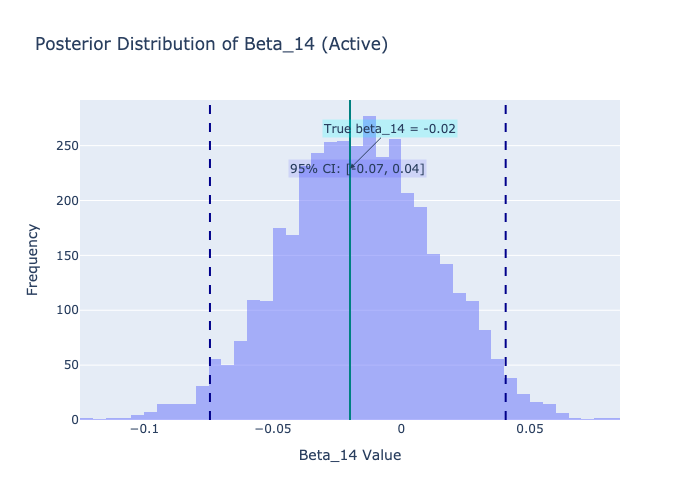 Posterior Distribution of Beta_14 (Active)
True beta_14 = -0.02
95% CI: [-0.07, 0.04]
Frequency
250
200
150
100
50
0
−0.1
−0.05
0
0.05
Beta_14 Value